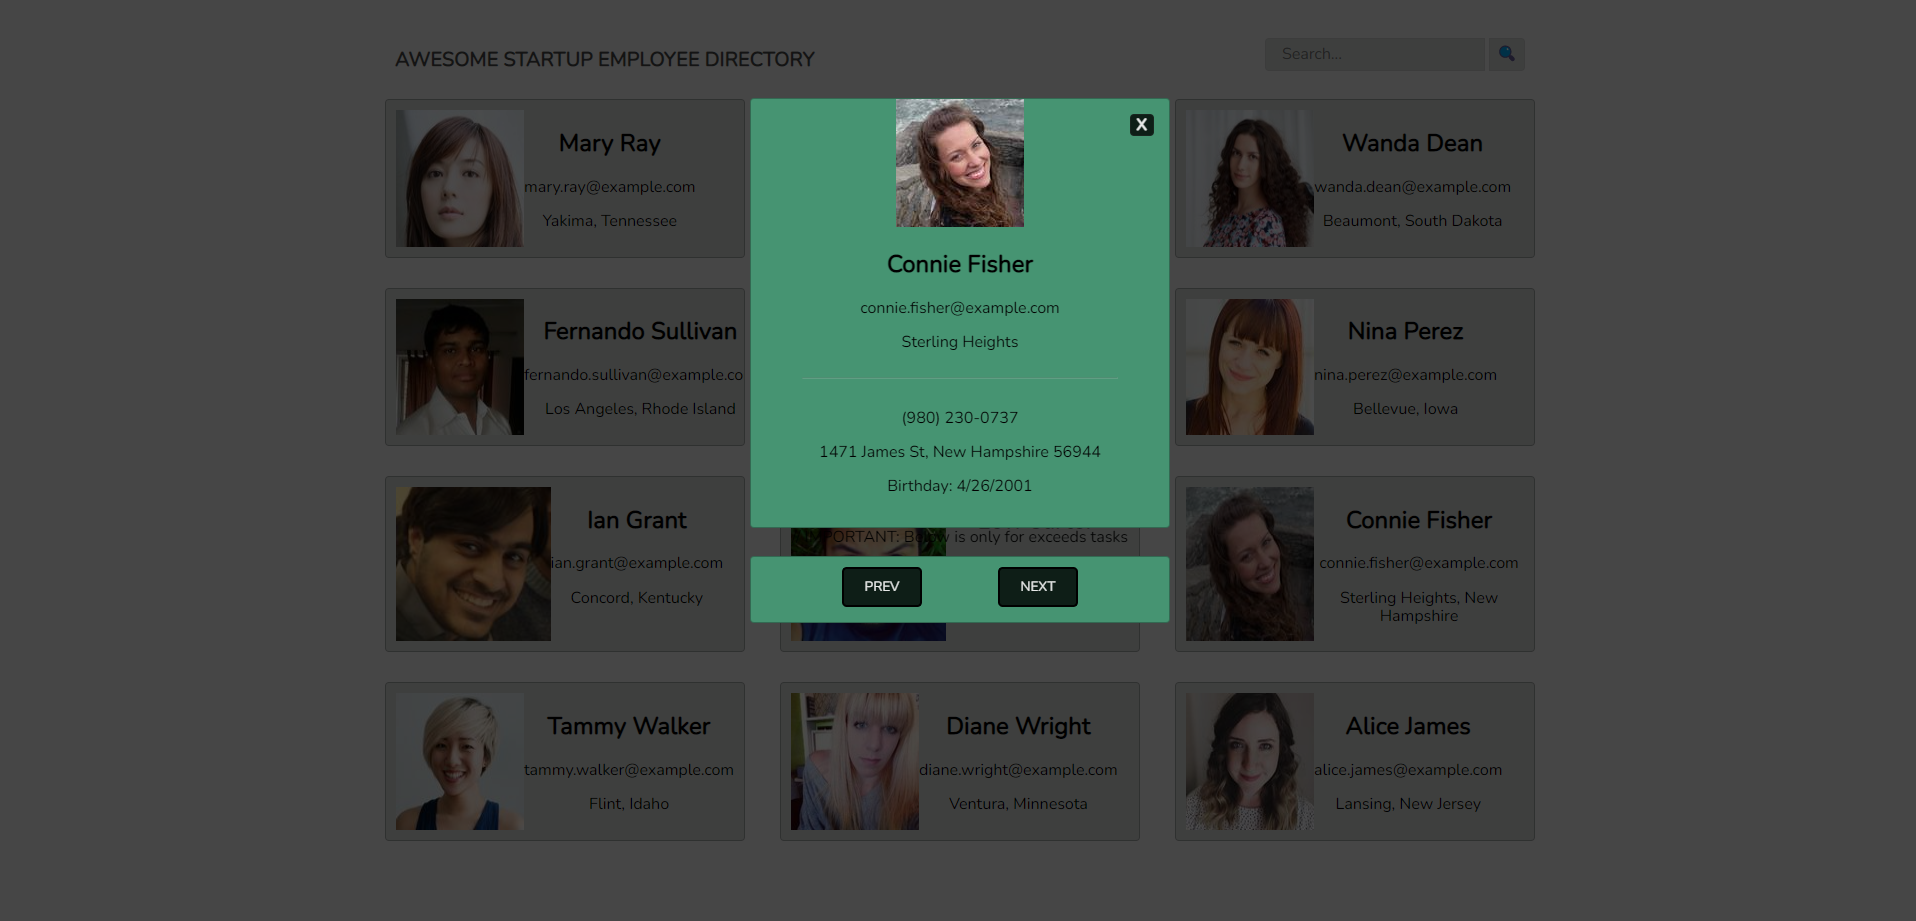 AWESOME STARTUP EMPLOYEE DIRECTORY
Search...
X
Mary Ray
mary.ray@example.com
Yakima, Tennessee
Connie Fisher
connie.fisher@example.com
Sterling Heights
(980) 230-0737
1471 James St, New Hampshire 56944
Birthday: 4/26/2001
Wanda Dean
wanda.dean@example.com
Beaumont, South Dakota
Fernando Sullivan
fernando.sullivan@example.co
Los Angeles, Rhode Island
Nina Perez
nina.perez@example.com
Bellevue, Iowa
Ian Grant
ian.grant@example.com
Concord, Kentucky
PORTANT: Below is only for exceeds tasks
PREV
NEXT
Connie Fisher
connie.fisher@example.com
Sterling Heights, New
Hampshire
Tammy Walker
tammy.walker@example.com
Flint, Idaho
Diane Wright
diane.wright@example.com
Ventura, Minnesota
Alice James
alice.james@example.com
Lansing, New Jersey